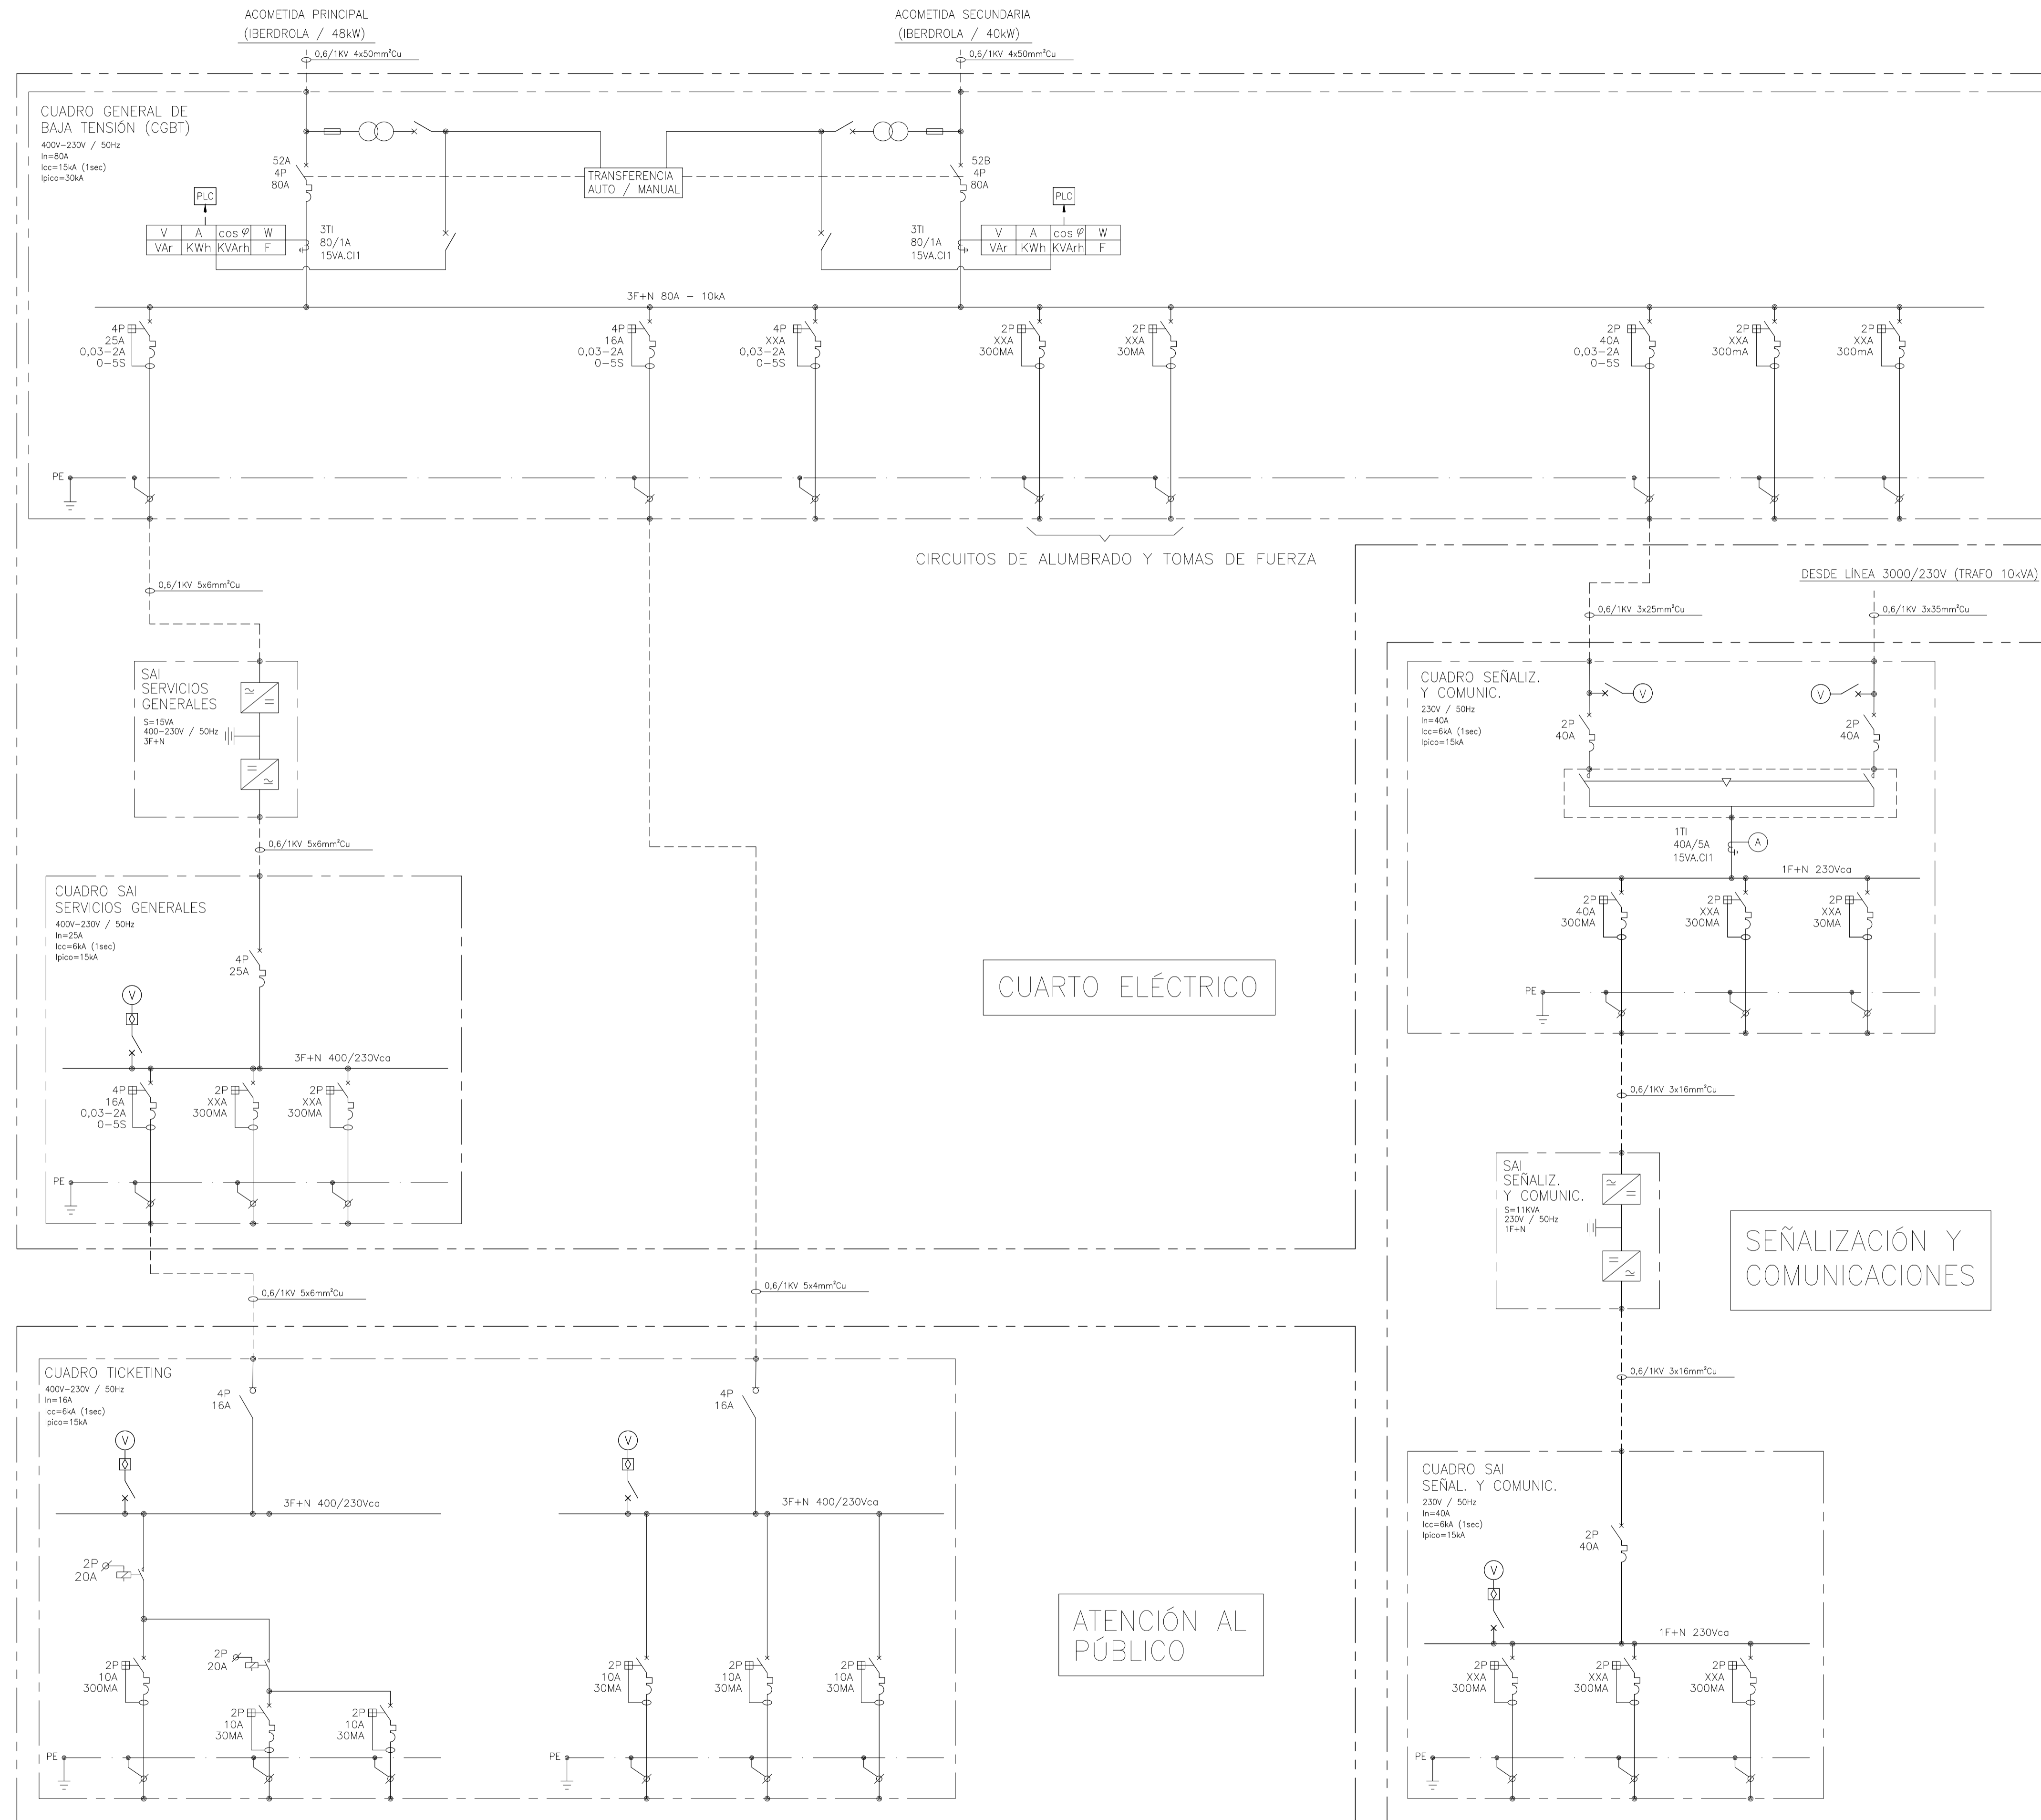 ACOMETIDA PRINCIPAL
(IBERDROLA / 48kW)
0,6/1KV 4x50mm²Cu
ACOMETIDA SECUNDARIA
(IBERDROLA / 40kW)
0,6/1KV 4x50mm²Cu
CUADRO GENERAL DE
BAJA TENSIÓN (CGBT)
400V-230V / 50Hz
In=80A
Icc=15kA (1sec)
Ipico=30kA
52A
4P
80A
TRANSFERENCIA
AUTO / MANUAL
52B
4P
80A
PLC
V A cos φ W
VAr KWh KVArh F
3TI
80/1A
15VA.Cl1
3TI
80/1A
15VA.Cl1
PLC
V A cos φ W
VAr KWh KVArh F
3F+N 80A - 10kA
4P
25A
0,03-2A
0-5S
4P
16A
0,03-2A
0-5S
4P
XXA
0,03-2A
0-5S
2P
XXA
300MA
2P
XXA
30MA
2P
40A
0,03-2A
0-5S
2P
XXA
300mA
2P
XXA
300mA
PE
CIRCUITOS DE ALUMBRADO Y TOMAS DE FUERZA
0,6/1KV 5x6mm²Cu
SAI
SERVICIOS
GENERALES
S=15VA
400-230V / 50Hz
3F+N
0,6/1KV 5x6mm²Cu
CUADRO SAI
SERVICIOS GENERALES
400V-230V / 50Hz
In=25A
Icc=6kA (1sec)
Ipico=15kA
4P
25A
V
3F+N 400/230Vca
4P
16A
0,03-2A
0-5S
2P
XXA
300MA
2P
XXA
300MA
PE
CUARTO ELÉCTRICO
0,6/1KV 5x6mm²Cu
0,6/1KV 5x4mm²Cu
CUADRO TICKETING
400V-230V / 50Hz
In=16A
Icc=6kA (1sec)
Ipico=15kA
4P
16A
V
3F+N 400/230Vca
2P
20A
2P
20A
2P
10A
300MA
2P
10A
30MA
2P
10A
30MA
PE
4P
16A
V
3F+N 400/230Vca
2P
10A
30MA
2P
10A
30MA
2P
10A
30MA
PE
ATENCIÓN AL
PÚBLICO
DESDE LÍNEA 3000/230V (TRAFO 10kVA)
0,6/1KV 3x25mm²Cu
0,6/1KV 3x35mm²Cu
CUADRO SEÑALIZ.
Y COMUNIC.
230V / 50Hz
In=40A
Icc=6kA (1sec)
Ipico=15kA
V
V
2P
40A
2P
40A
1TI
40A/5A
15VA.Cl1
A
1F+N 230Vca
2P
40A
300MA
2P
XXA
300MA
2P
XXA
30MA
PE
0,6/1KV 3x16mm²Cu
SAI
SEÑALIZ.
Y COMUNIC.
S=11KVA
230V / 50Hz
1F+N
SEÑALIZACIÓN Y
COMUNICACIONES
0,6/1KV 3x16mm²Cu
CUADRO SAI
SEÑAL. Y COMUNIC.
230V / 50Hz
In=40A
Icc=6kA (1sec)
Ipico=15kA
2P
40A
V
1F+N 230Vca
2P
XXA
300MA
2P
XXA
300MA
2P
XXA
300MA
PE